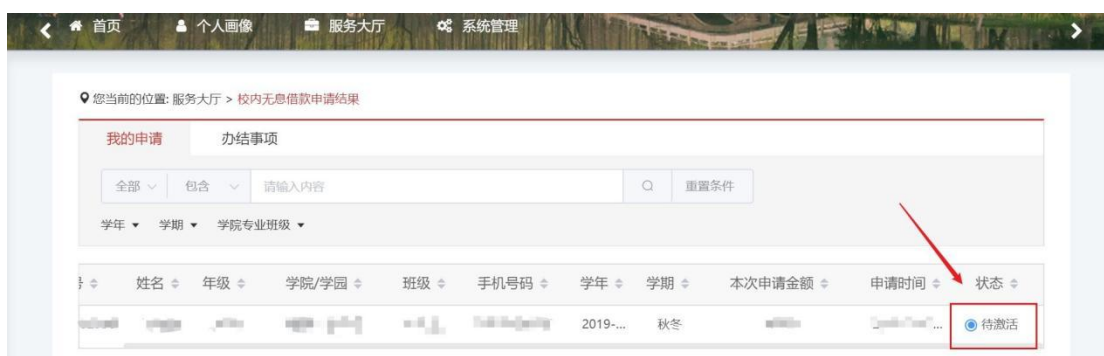 首页 个人画像 服务大厅 系统管理
您当前的位置: 服务大厅 > 校内无息借款申请结果
我的申请 办结事项
全部 包含 请输入内容 重置条件
学年 学期 学院专业班级
姓名 年级 学院/学园 班级 手机号码 学年 学期 本次申请金额 申请时间 状态
2019-... 秋冬 ... 待激活